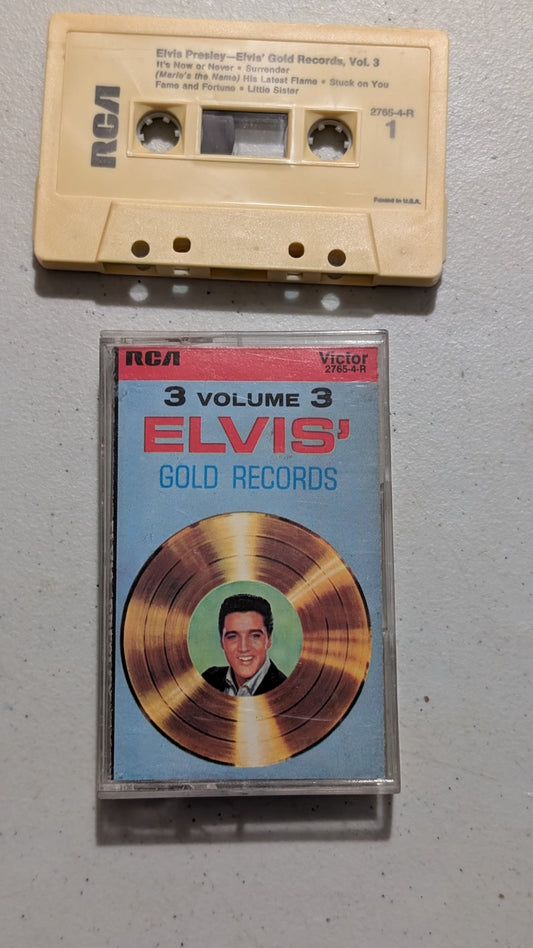 Elvis Presley—Elvis' Gold Records, Vol. 3
It's Now or Never • Surrender
(Marie's the Name) His Latest Flame • Stuck on You
Fame and Fortune • Little Sister
RCA
2765-4-R
1
Printed in U.S.A.
RCA Victor
2765-4-R
3 VOLUME 3
ELVIS'
GOLD RECORDS